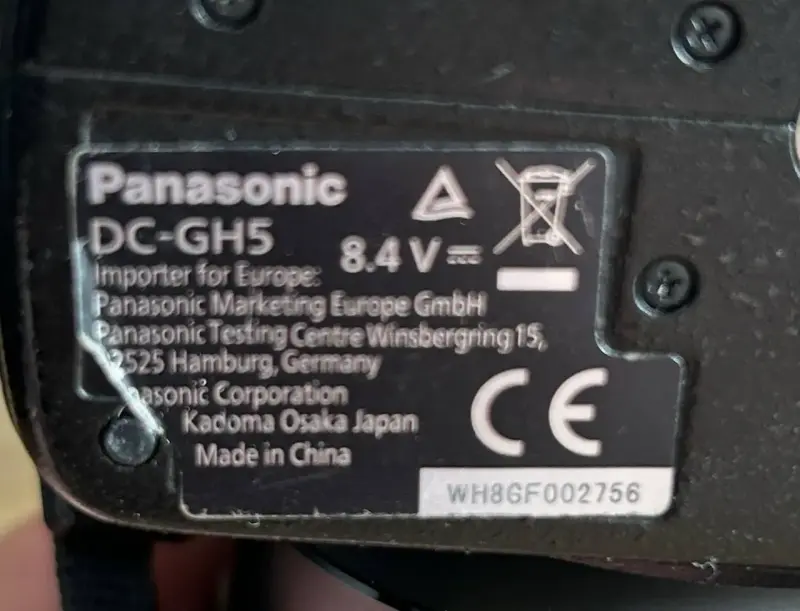 Panasonic
DC-GH5
8.4 V
Importer for Europe:
Panasonic Marketing Europe GmbH
Panasonic Testing Centre Winsbergring 15,
2525 Hamburg, Germany
nasonic Corporation
Kadoma Osaka Japan
Made in China
CE
WH8GF002756